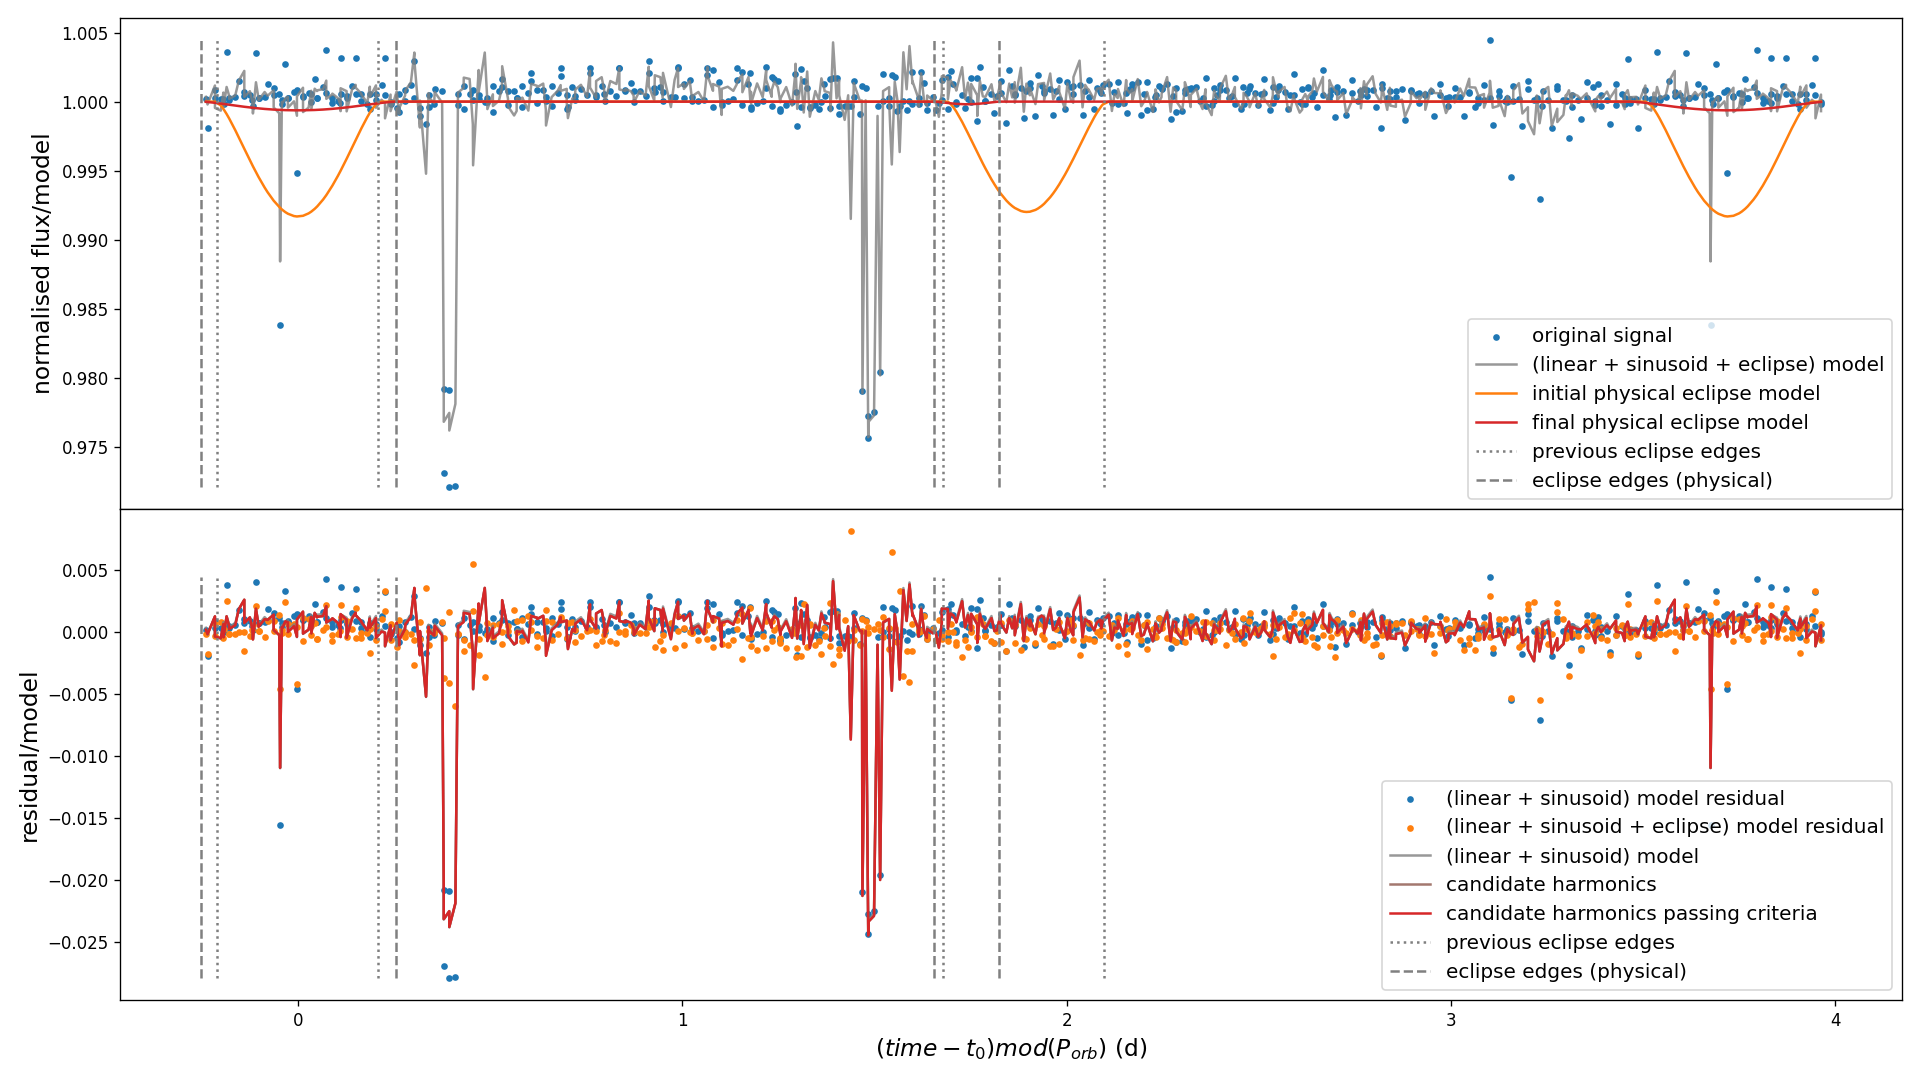 1.005
1.000
0.995
0.990
0.985
0.980
0.975
normalised flux/model
original signal
(linear + sinusoid + eclipse) model
initial physical eclipse model
final physical eclipse model
previous eclipse edges
eclipse edges (physical)
0.005
0.000
−0.005
−0.010
−0.015
−0.020
−0.025
residual/model
(linear + sinusoid) model residual
(linear + sinusoid + eclipse) model residual
(linear + sinusoid) model
candidate harmonics
candidate harmonics passing criteria
previous eclipse edges
eclipse edges (physical)
0 1 2 3 4
(time − t₀)mod(Pₒᵣᵦ) (d)